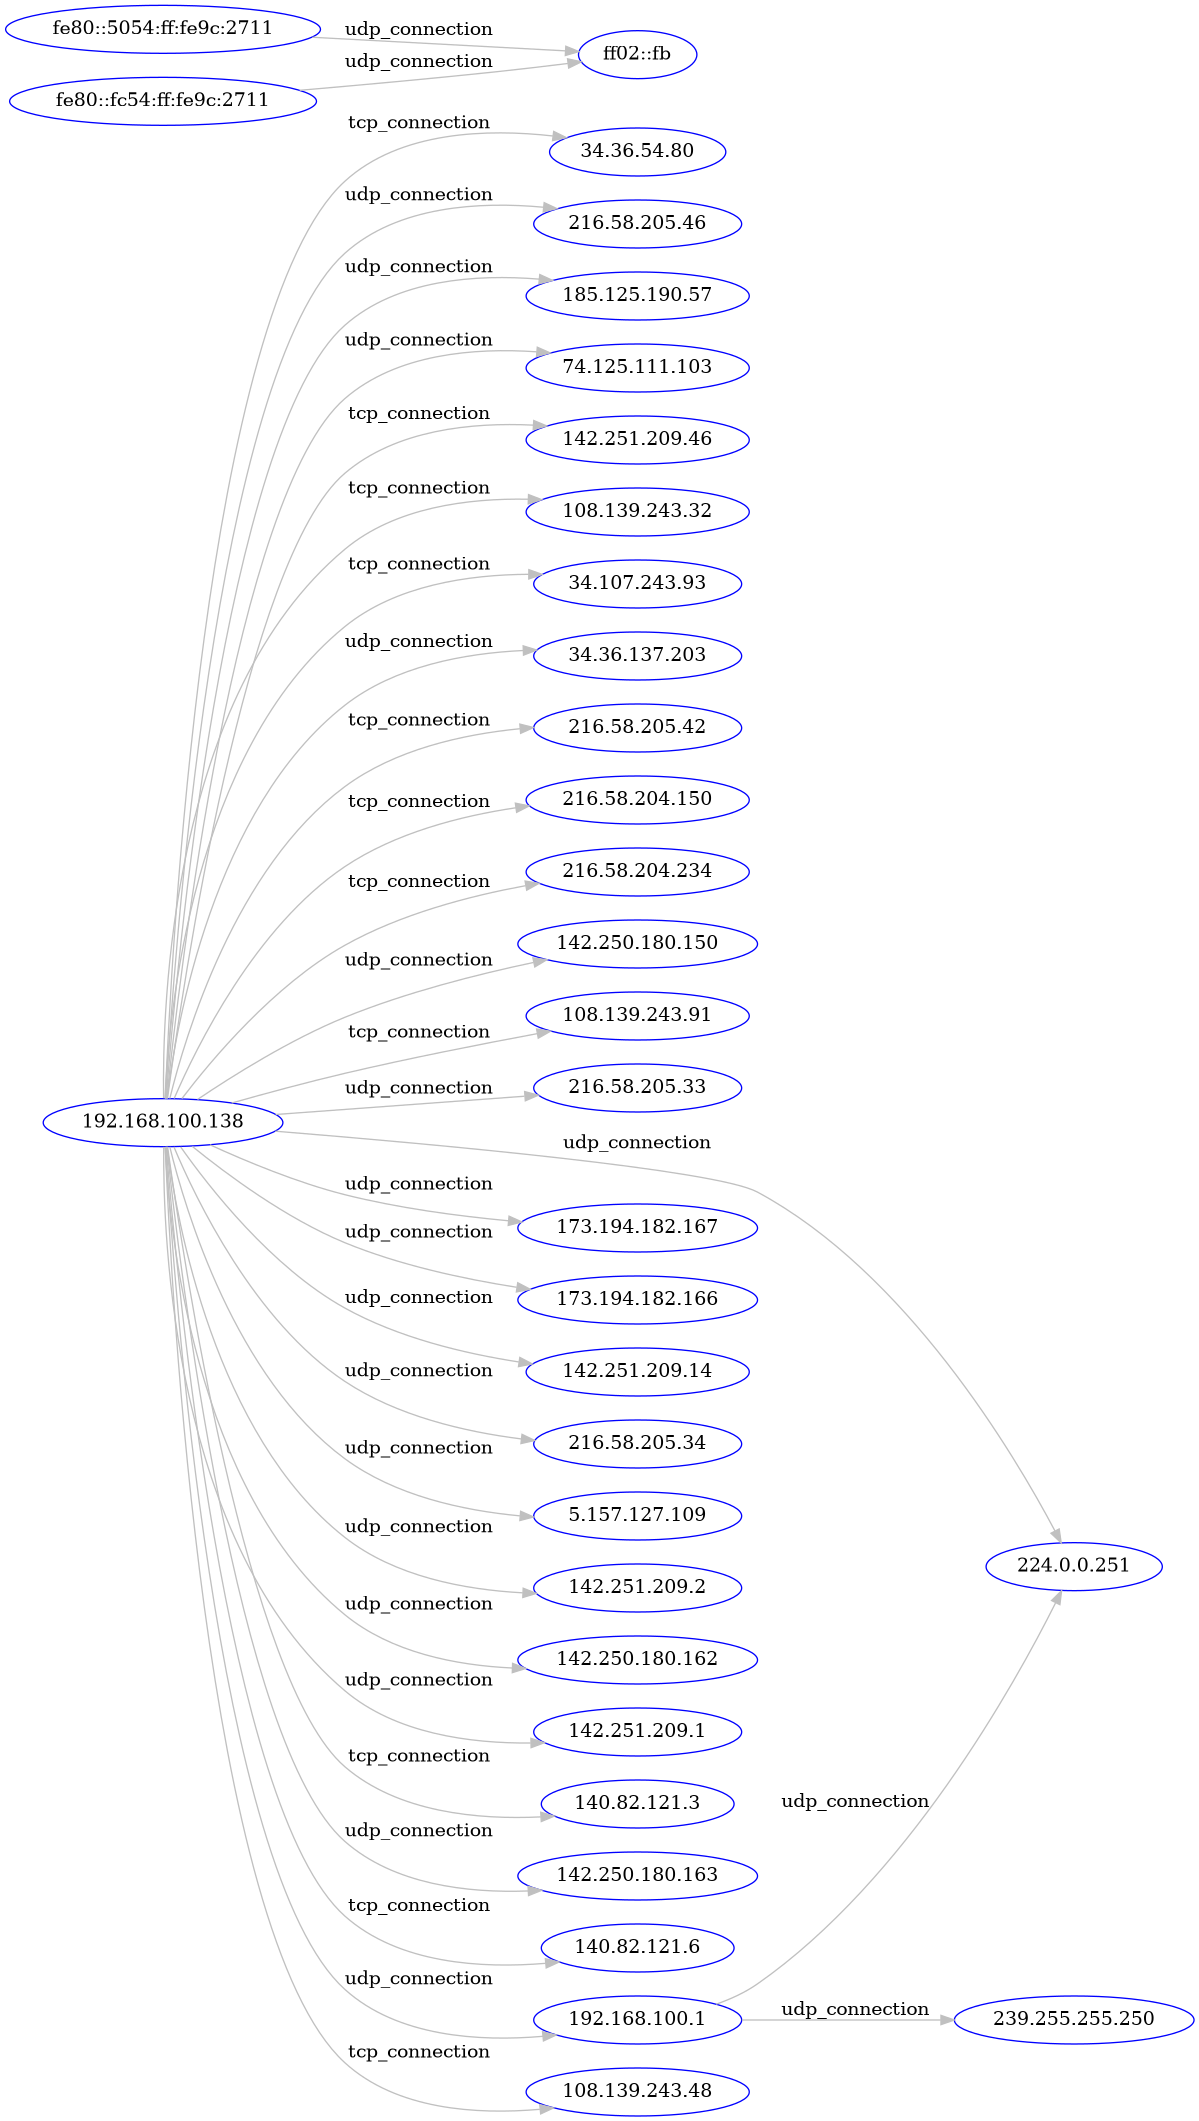 fe80::5054:ff:fe9c:2711
udp_connection
ff02::fb
udp_connection
fe80::fc54:ff:fe9c:2711
tcp_connection
34.36.54.80
udp_connection
216.58.205.46
udp_connection
185.125.190.57
udp_connection
74.125.111.103
tcp_connection
142.251.209.46
tcp_connection
108.139.243.32
tcp_connection
34.107.243.93
udp_connection
34.36.137.203
tcp_connection
216.58.205.42
tcp_connection
216.58.204.150
tcp_connection
216.58.204.234
udp_connection
142.250.180.150
tcp_connection
108.139.243.91
udp_connection
216.58.205.33
192.168.100.138
udp_connection
udp_connection
173.194.182.167
udp_connection
173.194.182.166
udp_connection
142.251.209.14
udp_connection
216.58.205.34
udp_connection
5.157.127.109
udp_connection
142.251.209.2
224.0.0.251
udp_connection
142.250.180.162
udp_connection
142.251.209.1
tcp_connection
140.82.121.3
udp_connection
udp_connection
142.250.180.163
tcp_connection
140.82.121.6
udp_connection
192.168.100.1
udp_connection
239.255.255.250
tcp_connection
108.139.243.48